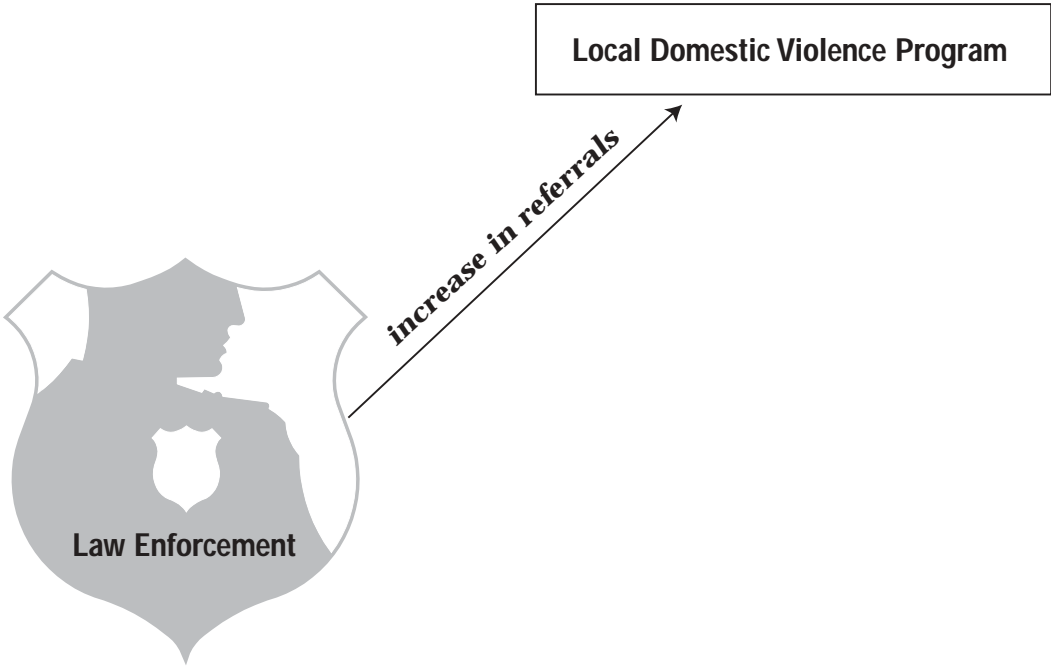 Local Domestic Violence Program
increase in referrals
Law Enforcement